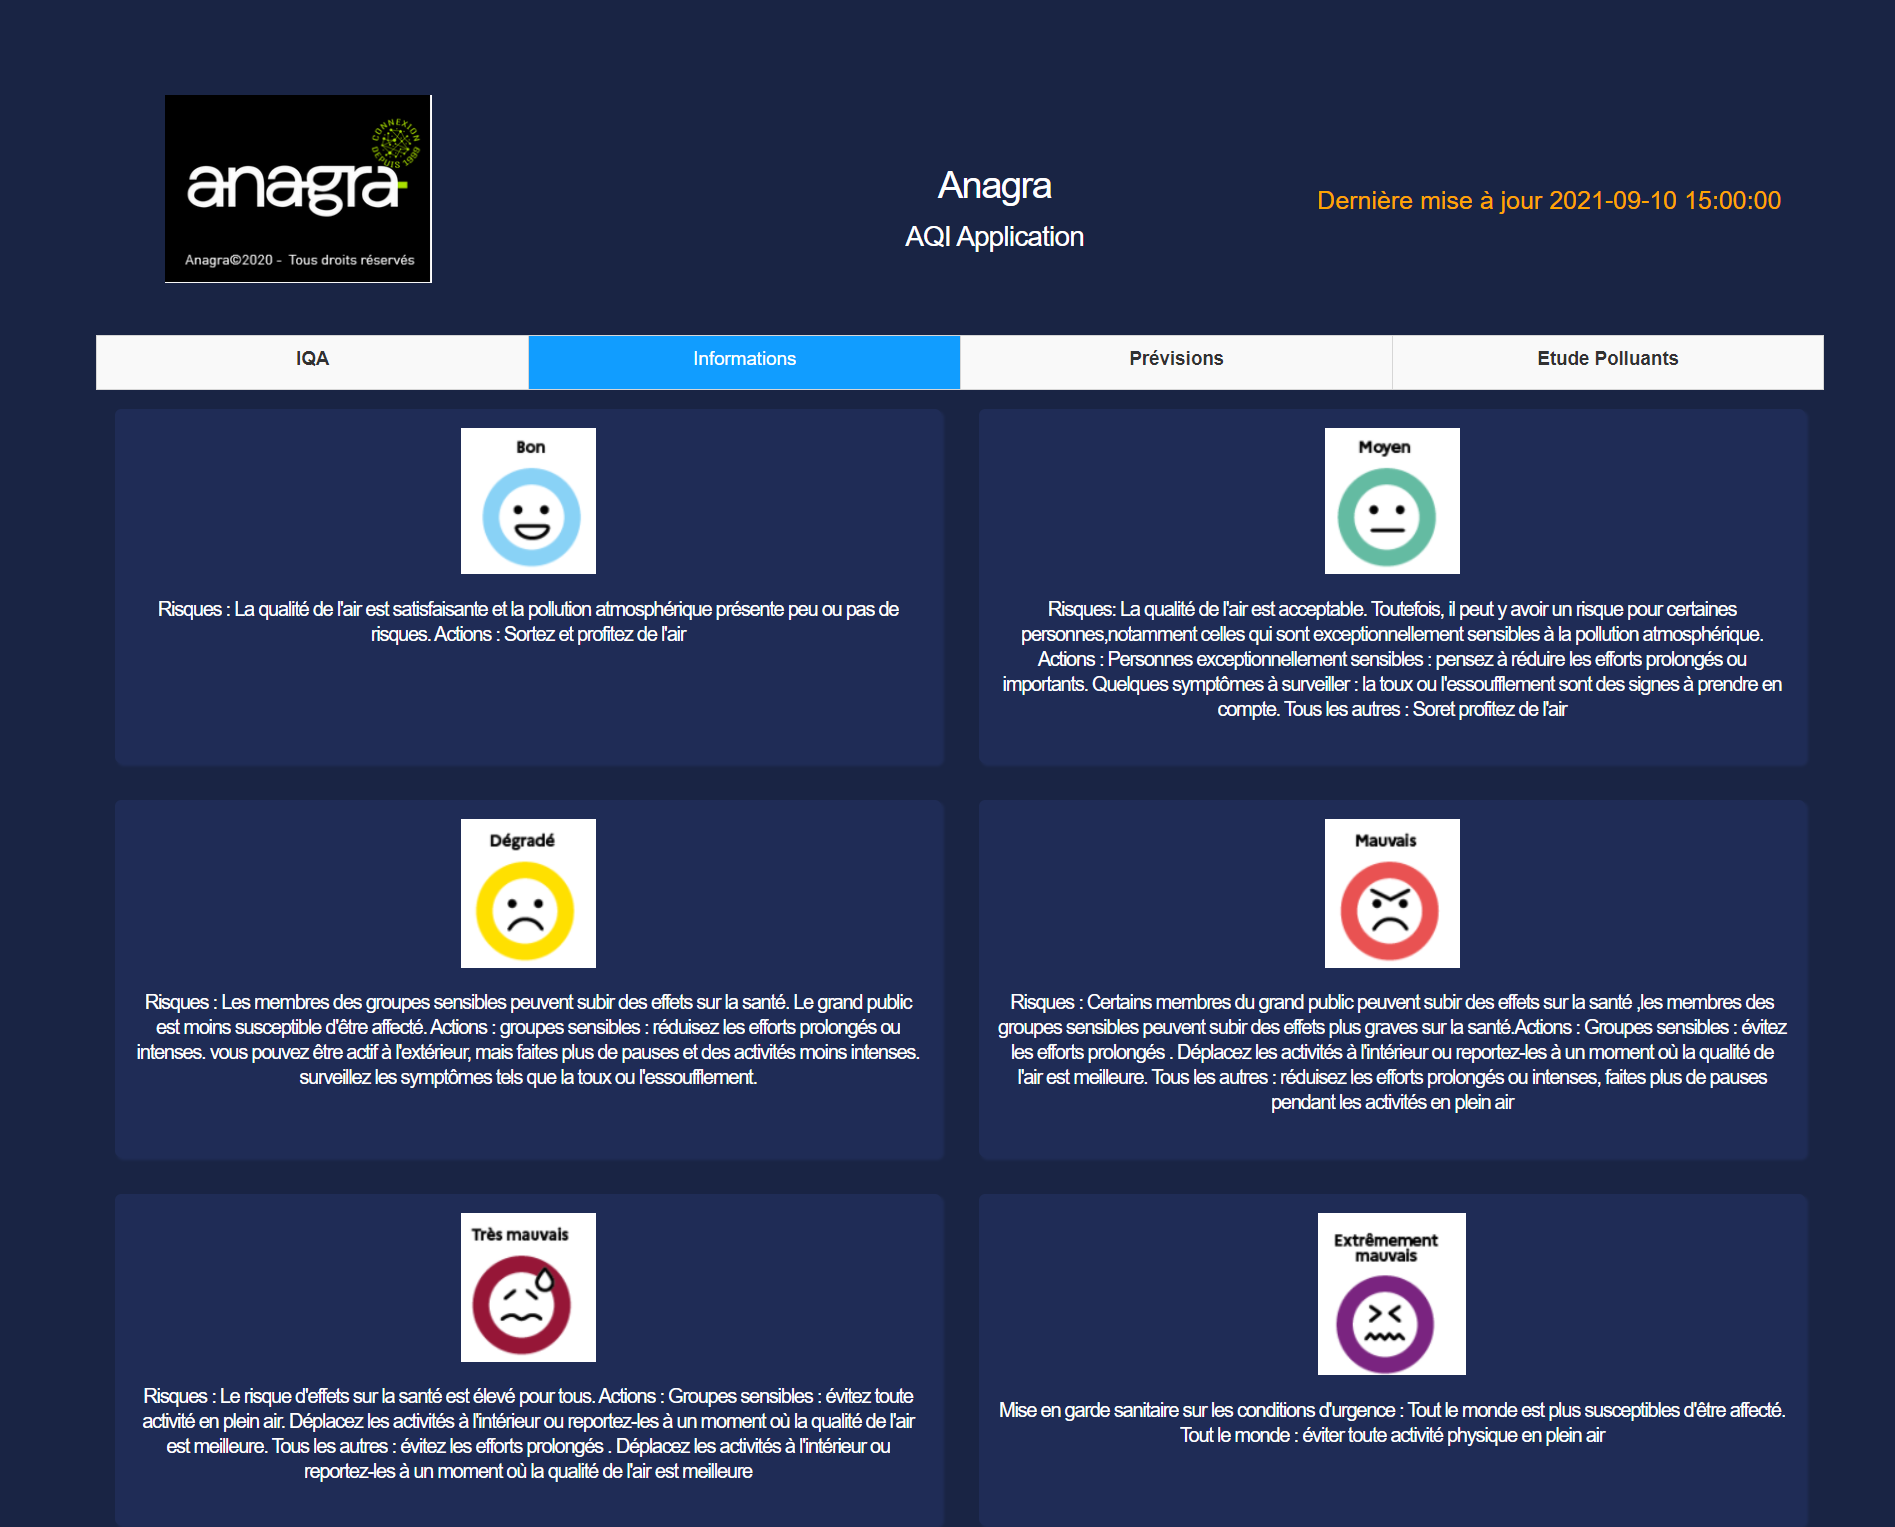 CONNEXION
DEPUIS 1999
anagra
Anagra©2020 - Tous droits réservés
Anagra
AQI Application
Dernière mise à jour 2021-09-10 15:00:00
IQA
Informations
Prévisions
Etude Polluants
Bon
Risques : La qualité de l'air est satisfaisante et la pollution atmosphérique présente peu ou pas de
risques. Actions : Sortez et profitez de l'air
Moyen
Risques: La qualité de l'air est acceptable. Toutefois, il peut y avoir un risque pour certaines
personnes,notamment celles qui sont exceptionnellement sensibles à la pollution atmosphérique.
Actions : Personnes exceptionnellement sensibles : pensez à réduire les efforts prolongés ou
importants. Quelques symptômes à surveiller : la toux ou l'essoufflement sont des signes à prendre en
compte. Tous les autres : Soret profitez de l'air
Dégradé
Risques : Les membres des groupes sensibles peuvent subir des effets sur la santé. Le grand public
est moins susceptible d'être affecté. Actions : groupes sensibles : réduisez les efforts prolongés ou
intenses. vous pouvez être actif à l'extérieur, mais faites plus de pauses et des activités moins intenses.
surveillez les symptômes tels que la toux ou l'essoufflement.
Mauvais
Risques : Certains membres du grand public peuvent subir des effets sur la santé ,les membres des
groupes sensibles peuvent subir des effets plus graves sur la santé.Actions : Groupes sensibles : évitez
les efforts prolongés . Déplacez les activités à l'intérieur ou reportez-les à un moment où la qualité de
l'air est meilleure. Tous les autres : réduisez les efforts prolongés ou intenses, faites plus de pauses
pendant les activités en plein air
Très mauvais
Risques : Le risque d'effets sur la santé est élevé pour tous. Actions : Groupes sensibles : évitez toute
activité en plein air. Déplacez les activités à l'intérieur ou reportez-les à un moment où la qualité de l'air
est meilleure. Tous les autres : évitez les efforts prolongés . Déplacez les activités à l'intérieur ou
reportez-les à un moment où la qualité de l'air est meilleure
Extrêmement
mauvais
Mise en garde sanitaire sur les conditions d'urgence : Tout le monde est plus susceptibles d'être affecté.
Tout le monde : éviter toute activité physique en plein air